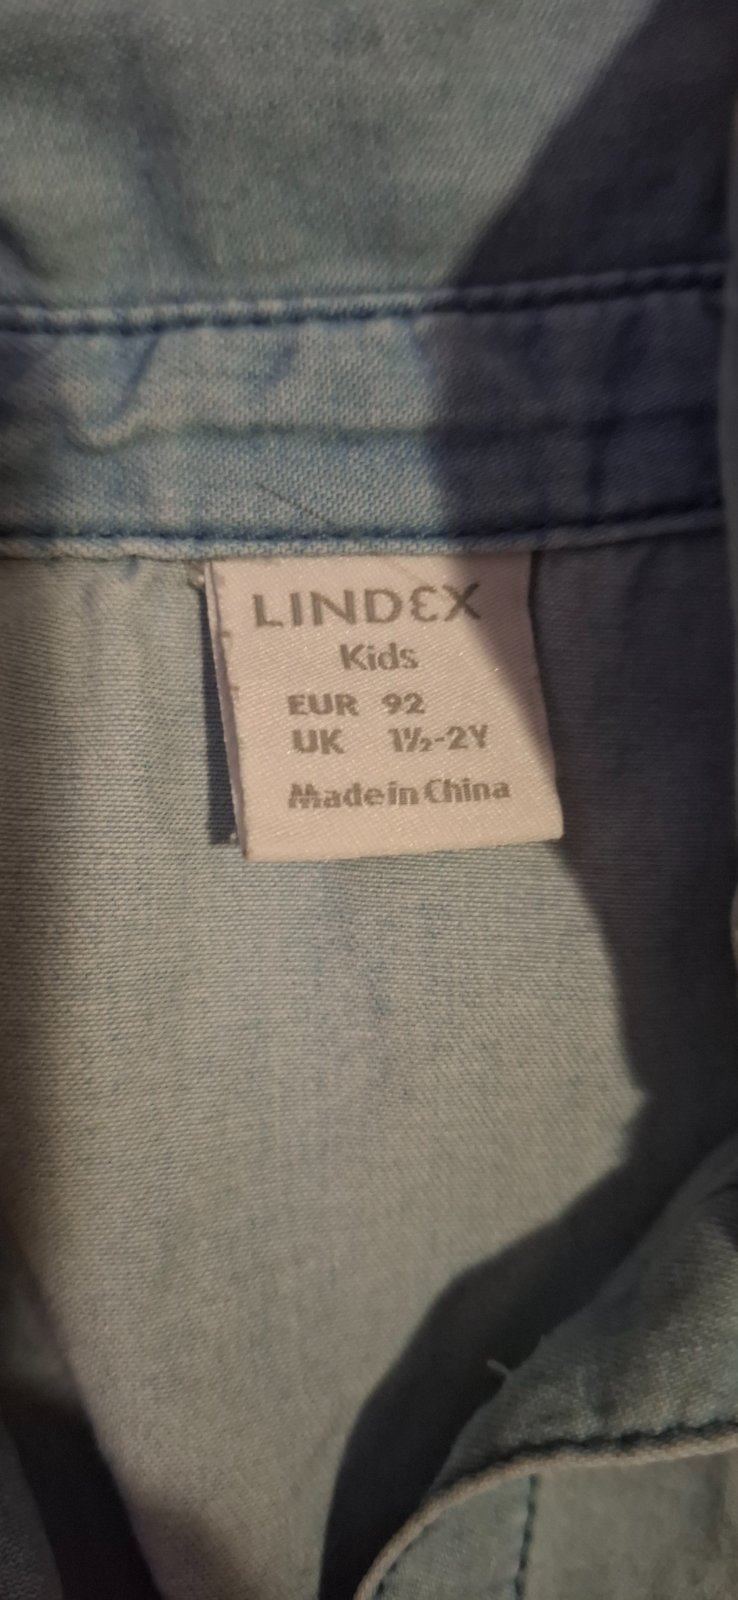 LINDEX
Kids
EUR 92
UK 1½-2Y
Made in China